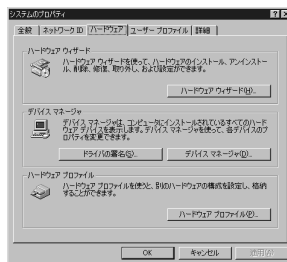 システムのプロパティ
全般 ネットワーク ID ハードウェア ユーザー プロファイル 詳細
ハードウェア ウィザード
ハードウェア ウィザードを使って、ハードウェアのインストール、アンインストール、削除、修復、取り外し、および設定ができます。
ハードウェア ウィザード(H)...
デバイス マネージャ
デバイス マネージャは、コンピュータにインストールされているすべてのハードウェア デバイスを表示します。デバイス マネージャを使って、各デバイスのプロパティを変更できます。
ドライバの署名(S)...
デバイス マネージャ(D)...
ハードウェア プロファイル
ハードウェア プロファイルを使うと、別のハードウェアの構成を設定し、格納することができます。
ハードウェア プロファイル(P)...
OK
キャンセル
適用(A)